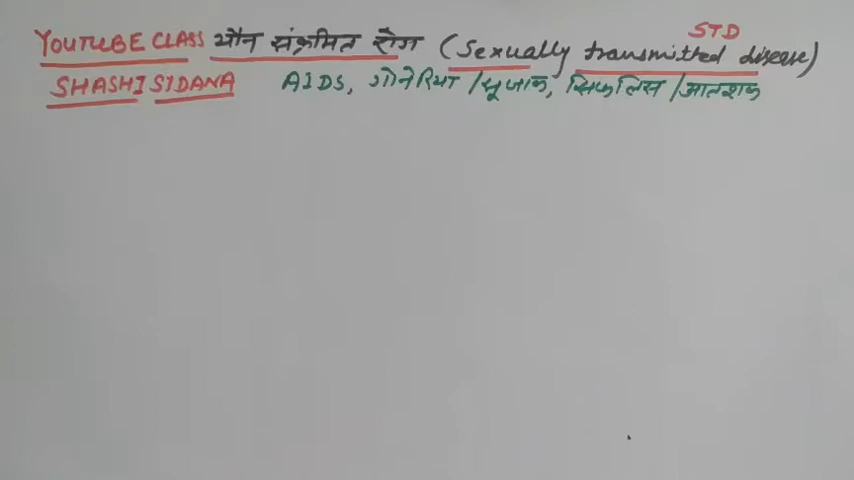 STD
YOUTUBE CLASS यौन संक्रमित रोग (Sexually transmitted disease)
SHASHI SIDANA AIDS, गोनेरिया /सूजाक, सिफलिस /आतशक